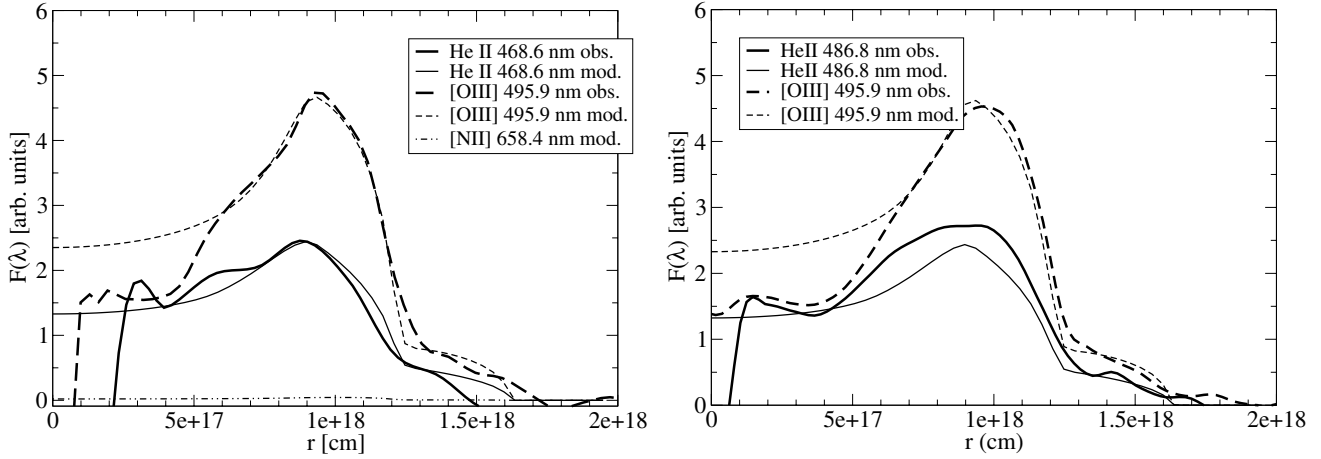 6
5
4
3
2
1
0
F(λ) [arb. units]
He II 468.6 nm obs.
He II 468.6 nm mod.
[OIII] 495.9 nm obs.
[OIII] 495.9 nm mod.
[NII] 658.4 nm mod.
0 5e+17 1e+18 1.5e+18 2e+18
r [cm]
6
5
4
3
2
1
0
F(λ) [arb. units]
HeII 486.8 nm obs.
HeII 486.8 nm mod.
[OIII] 495.9 nm obs.
[OIII] 495.9 nm mod.
0 5e+17 1e+18 1.5e+18 2e+18
r (cm)